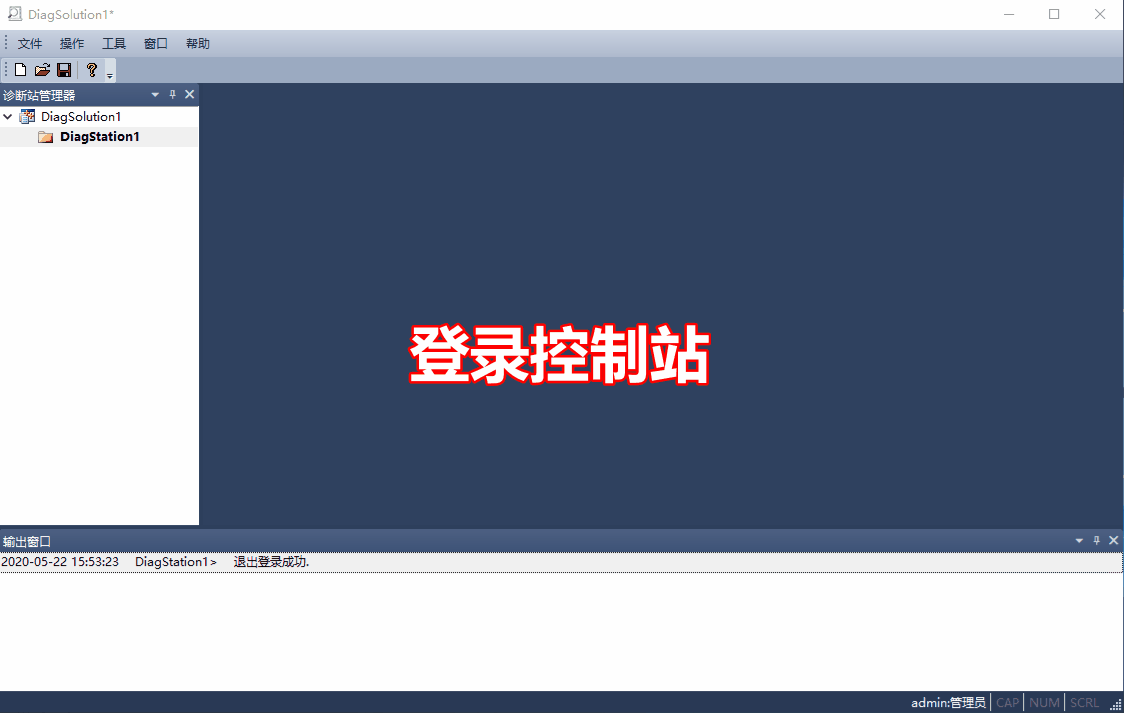 DiagSolution1*
文件 操作 工具 窗口 帮助
诊断站管理器
DiagSolution1
DiagStation1
登录控制站
输出窗口
2020-05-22 15:53:23 DiagStation1> 退出登录成功.
admin:管理员 CAP NUM SCRL